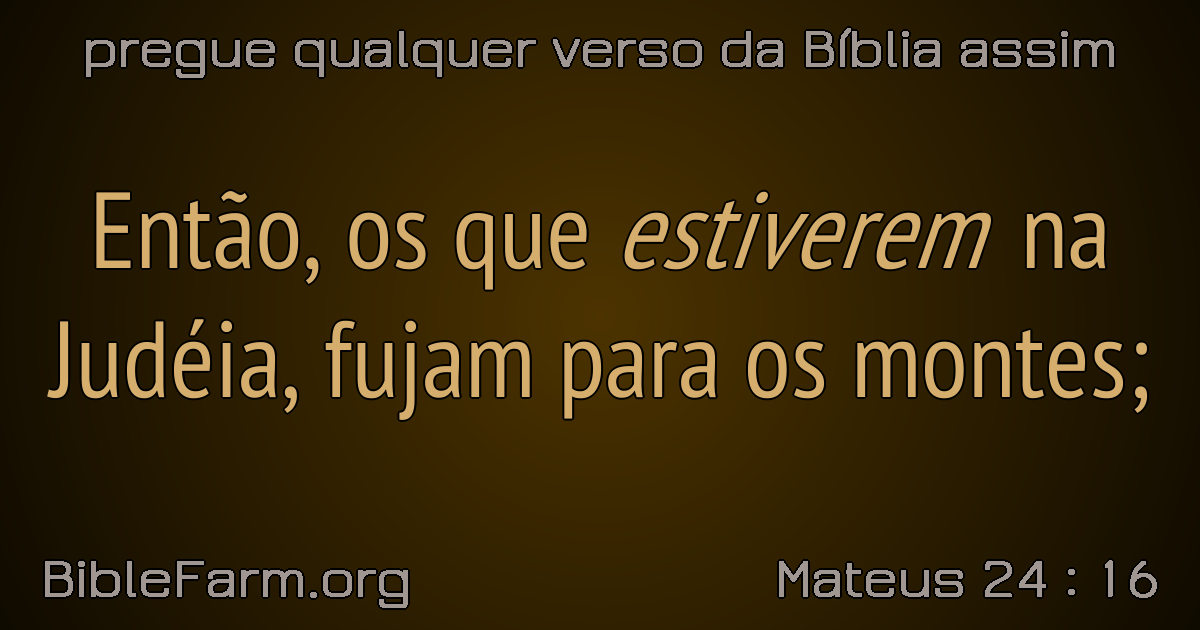 pregue qualquer verso da Bíblia assim
Então, os que estiverem na
Judéia, fujam para os montes;
BibleFarm.org
Mateus 24 : 16